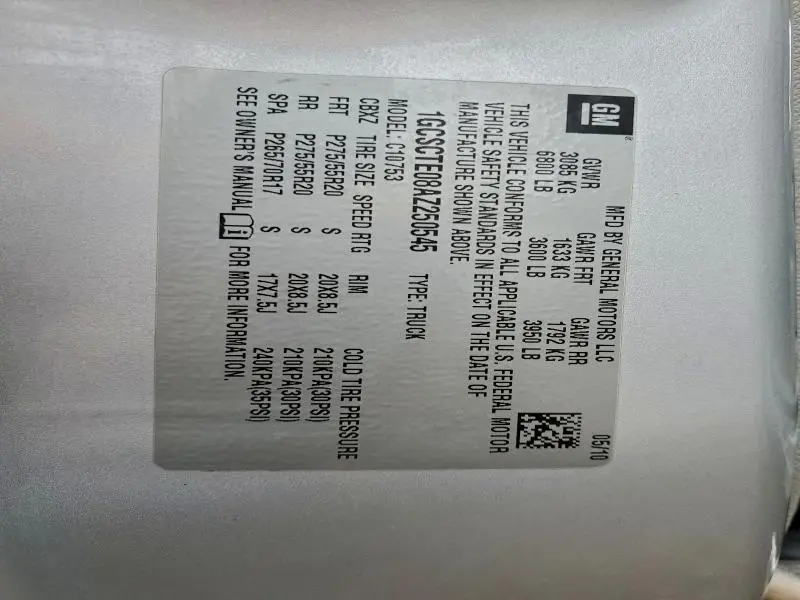 GM
MFD BY GENERAL MOTORS LLC 05/10
GVWR GAWR FRT GAWR RR
3085 KG 1633 KG 1792 KG
6800 LB 3600 LB 3950 LB
THIS VEHICLE CONFORMS TO ALL APPLICABLE U.S. FEDERAL MOTOR
VEHICLE SAFETY STANDARDS IN EFFECT ON THE DATE OF
MANUFACTURE SHOWN ABOVE.
1GCSCTE08AZ250545 TYPE: TRUCK
MODEL: C10753
CBXZ TIRE SIZE SPEED RTG RIM COLD TIRE PRESSURE
FRT P275/55R20 S 20X8.5J 210KPA(30PSI)
RR P275/55R20 S 20X8.5J 210KPA(30PSI)
SPA P265/70R17 S 17X7.5J 240KPA(35PSI)
SEE OWNER'S MANUAL FOR MORE INFORMATION.